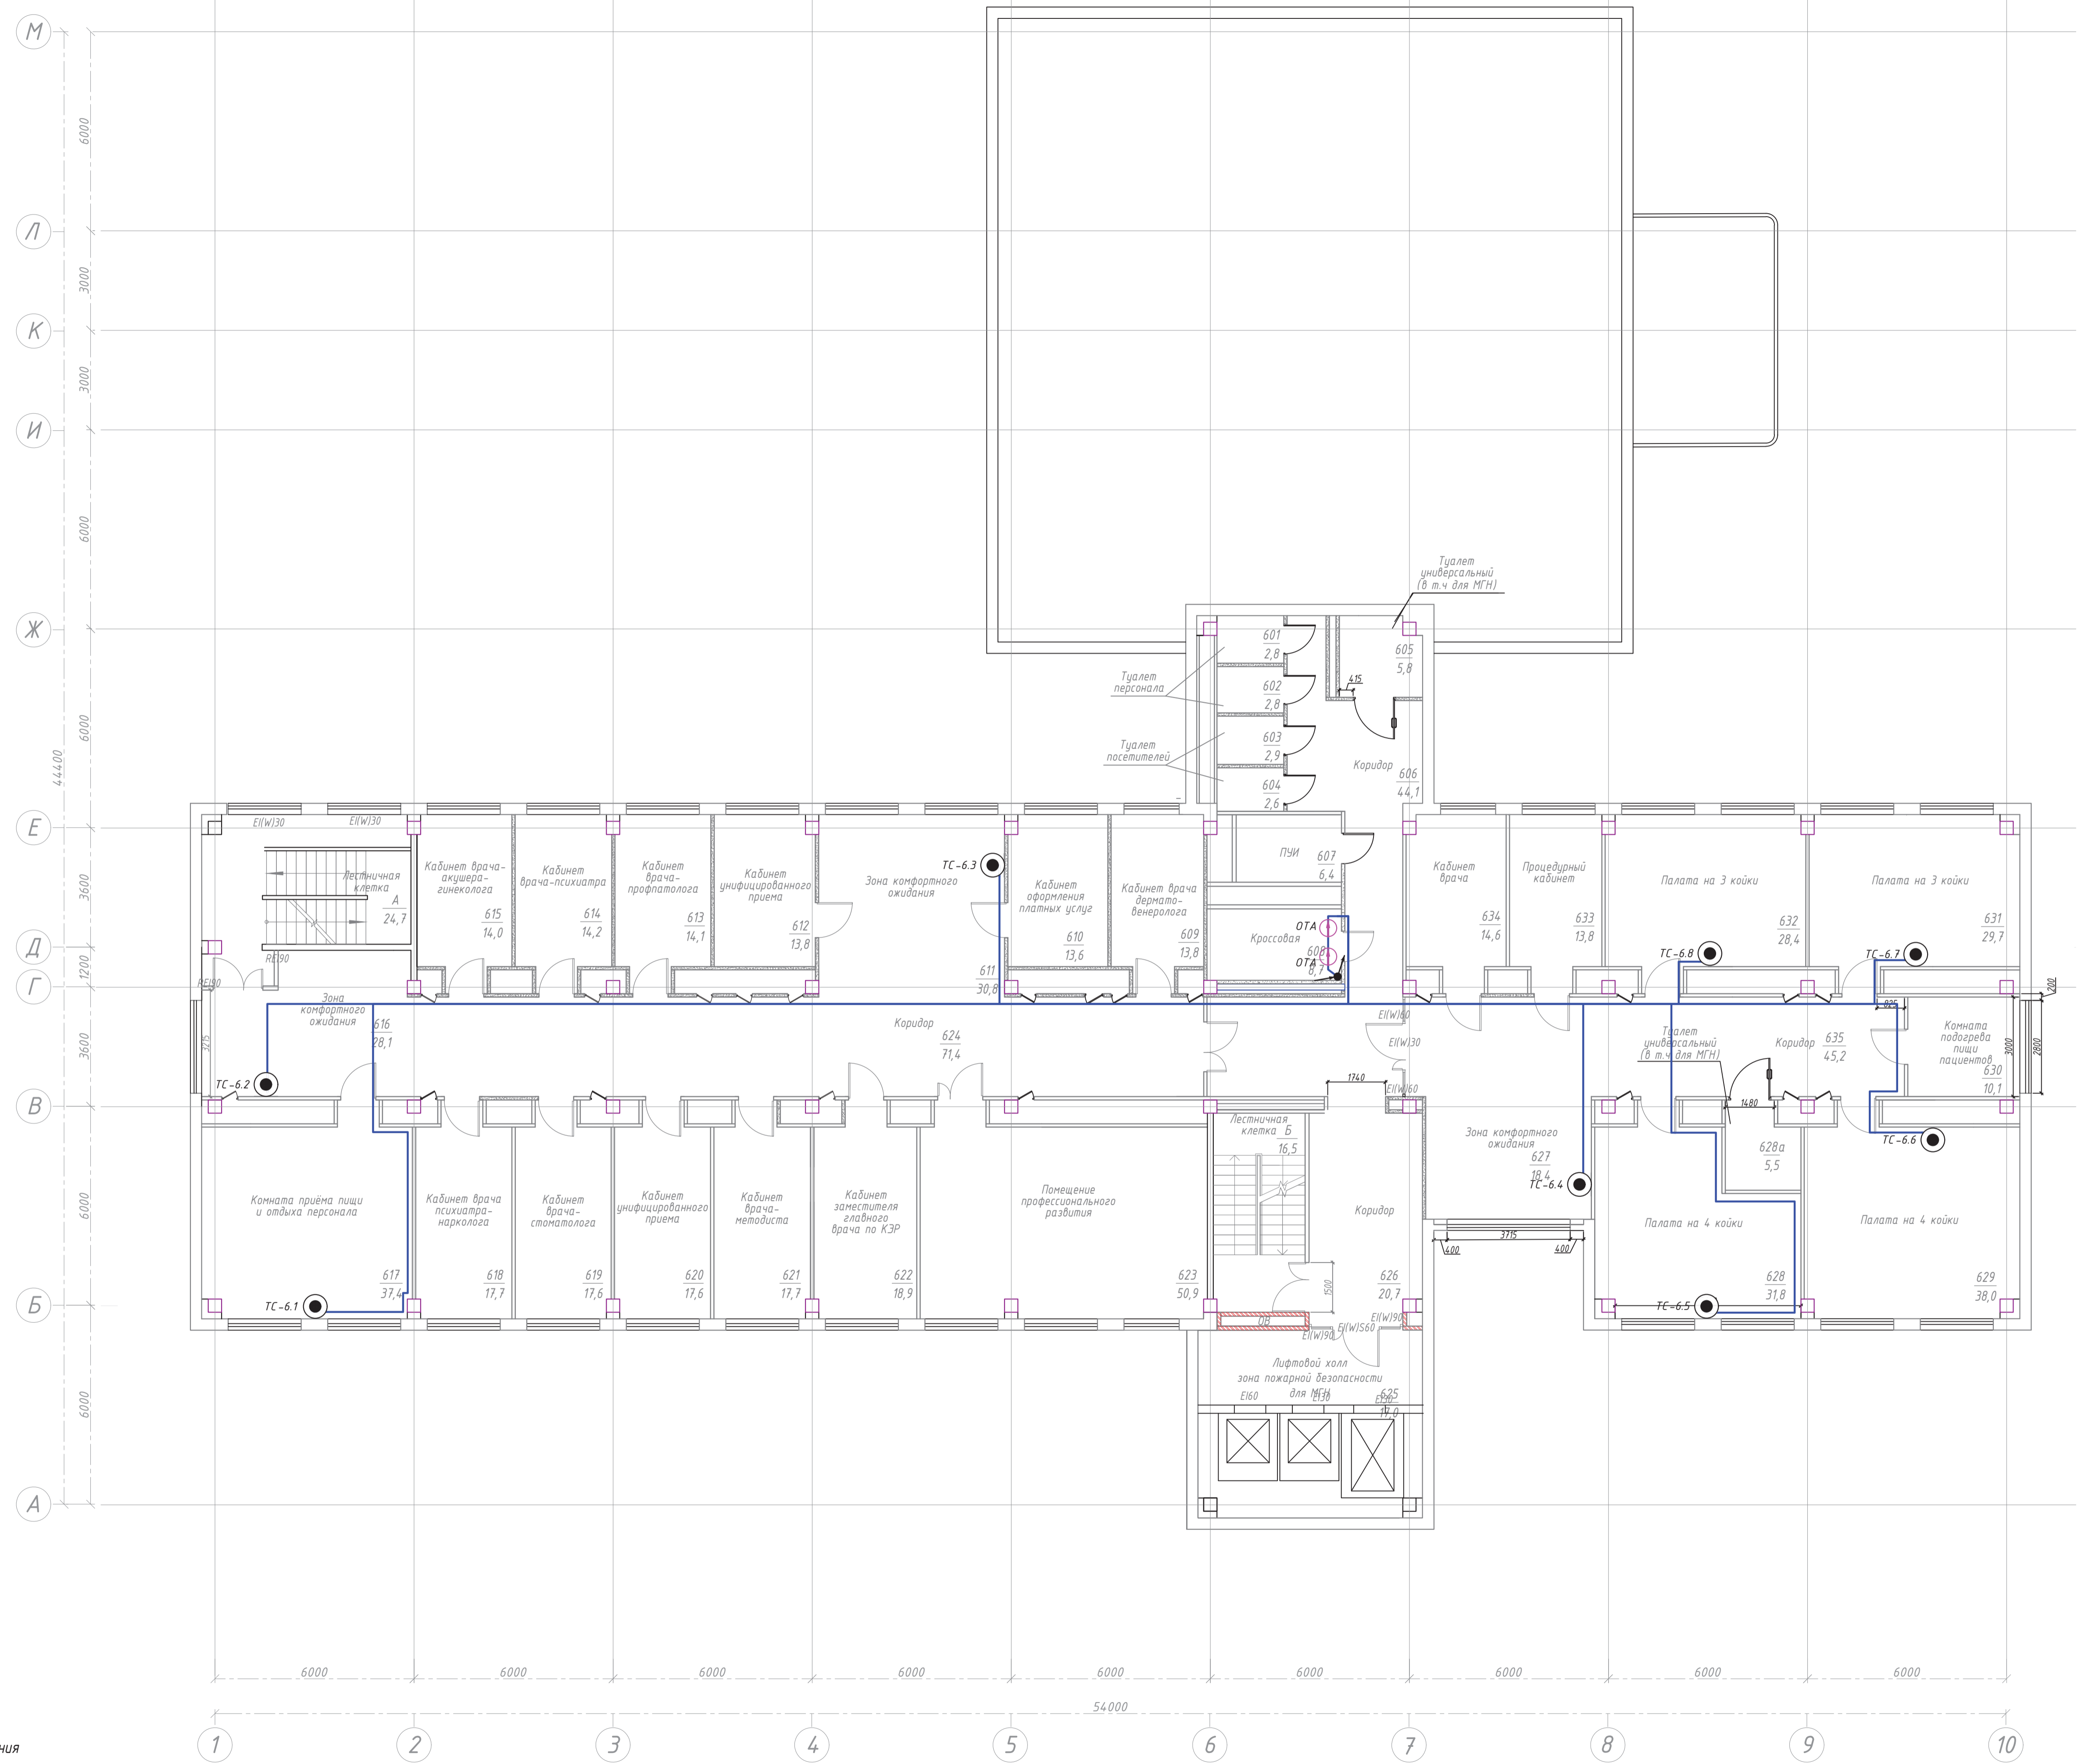 М
6000
Л
3000
К
3000
И
6000
Ж
6000
44400
Е
3600
Д
1200
Г
3600
В
6000
Б
6000
А
Туалет
универсальный
(в т.ч для МГН)
601
2,8
605
5,8
415
Туалет
персонала
602
2,8
Туалет
посетителей
603
2,9
Коридор
606
44,1
604
2,6
EI(W)30
EI(W)30
Лестничная
клетка
А
24,7
REI90
REI90
Кабинет врача-
акушера-
гинеколога
615
14,0
Кабинет
врача-психиатра
614
14,2
Кабинет
врача-
профпатолога
613
14,1
Кабинет
унифицированного
приема
612
13,8
Зона комфортного
ожидания
ТС-6.3
611
30,8
Кабинет
оформления
платных услуг
610
13,6
Кабинет врача
дермато-
венеролога
609
13,8
ПУИ
607
6,4
ОТА
Кроссовая
608
ОТА
8,7
Кабинет
врача
634
14,6
Процедурный
кабинет
633
13,8
Палата на 3 койки
632
28,4
ТС-6.8
Палата на 3 койки
631
29,7
ТС-6.7
200
Зона
комфортного
ожидания
616
28,1
3215
ТС-6.2
Коридор
624
71,4
EI(W)60
EI(W)30
EI(W)60
1740
Туалет
универсальный
(в т.ч для МГН)
Коридор
635
45,2
825
1480
Комната
подогрева
пищи
пациентов
630
10,1
3000
2800
Комната приёма пищи
и отдыха персонала
617
37,4
ТС-6.1
Кабинет врача
психиатра-
нарколога
618
17,7
Кабинет
врача-
стоматолога
619
17,6
Кабинет
унифицированного
приема
620
17,6
Кабинет
врача-
методиста
621
17,7
Кабинет
заместителя
главного
врача по КЭР
622
18,9
Помещение
профессионального
развития
623
50,9
Лестничная
клетка
Б
16,5
Коридор
626
20,7
1500
ОВ
EI(W)90
EI(W)S60
EI(W)90
Зона комфортного
ожидания
627
18,4
ТС-6.4
3715
400
400
628а
5,5
ТС-6.6
Палата на 4 койки
628
31,8
ТС-6.5
Палата на 4 койки
629
38,0
Лифтовой холл
зона пожарной безопасности
для МГН
625
17,0
EI60
EI30
6000
6000
6000
6000
6000
6000
6000
6000
6000
54000
1
2
3
4
5
6
7
8
9
10
ния